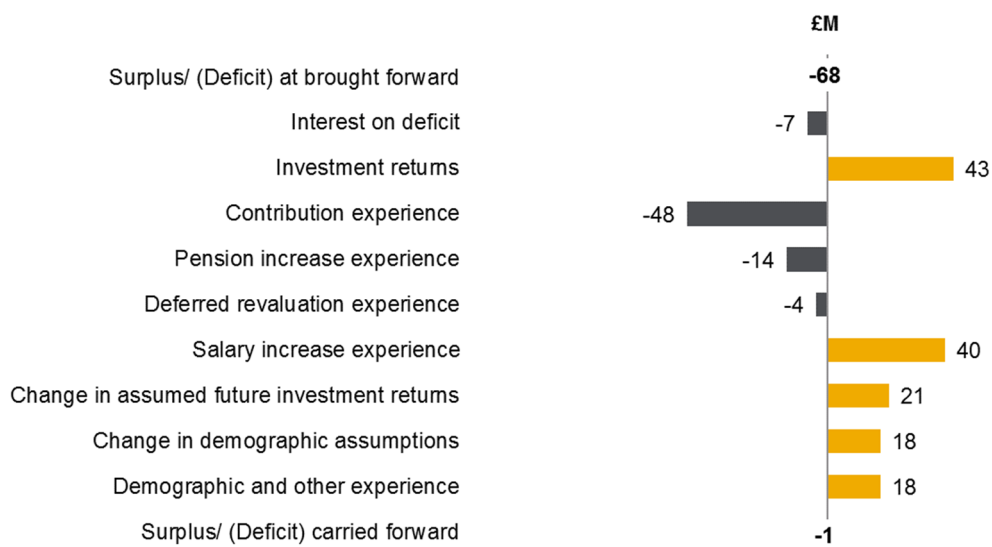 £M
Surplus/ (Deficit) at brought forward -68
Interest on deficit -7
Investment returns 43
Contribution experience -48
Pension increase experience -14
Deferred revaluation experience -4
Salary increase experience 40
Change in assumed future investment returns 21
Change in demographic assumptions 18
Demographic and other experience 18
Surplus/ (Deficit) carried forward -1